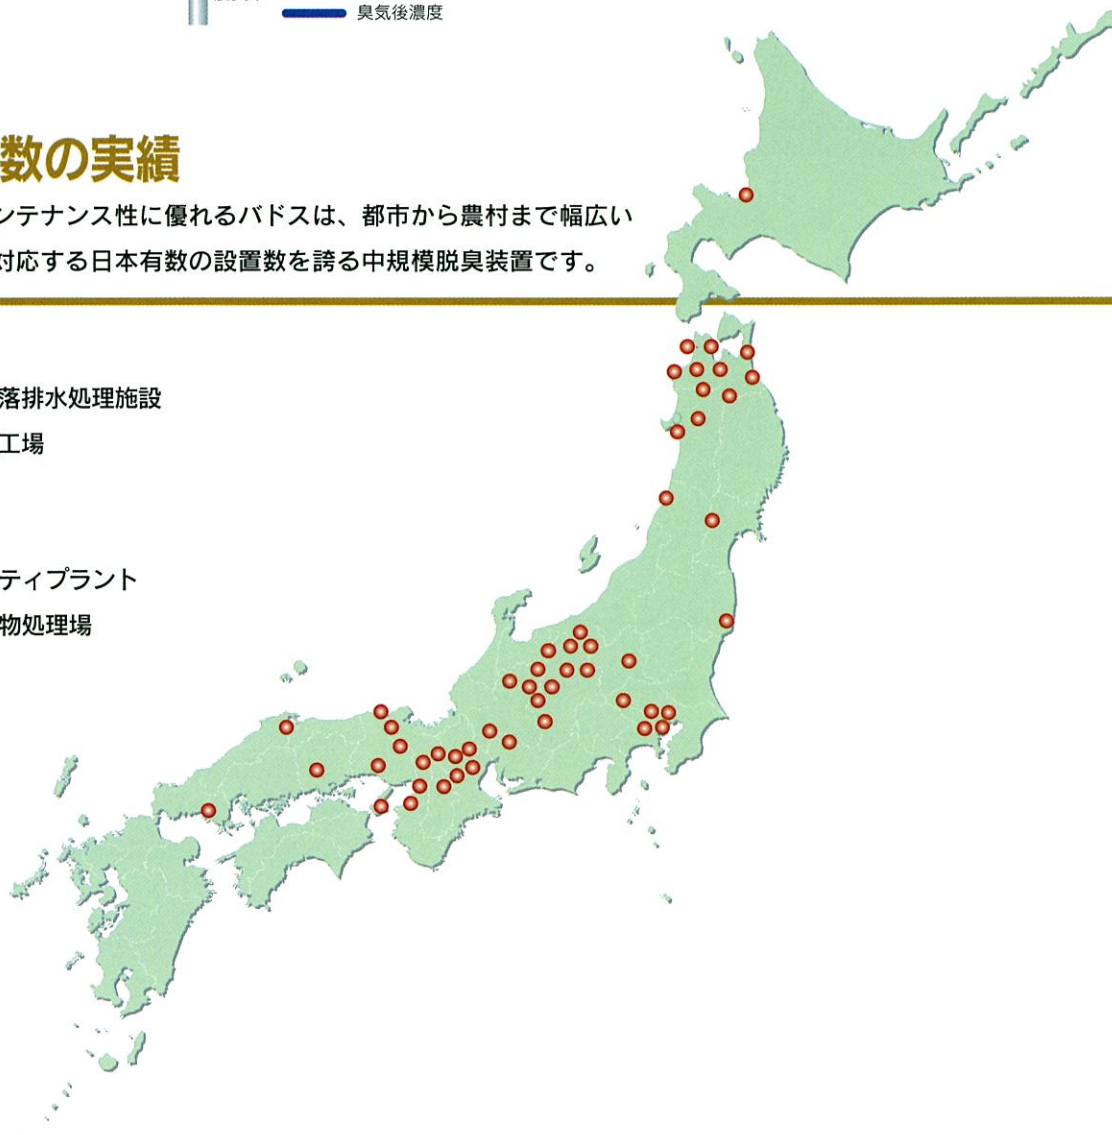 臭気後濃度
数の実績
ンテナンス性に優れるバドスは、都市から農村まで幅広い
対応する日本有数の設置数を誇る中規模脱臭装置です。
落排水処理施設
工場
ティプラント
物処理場